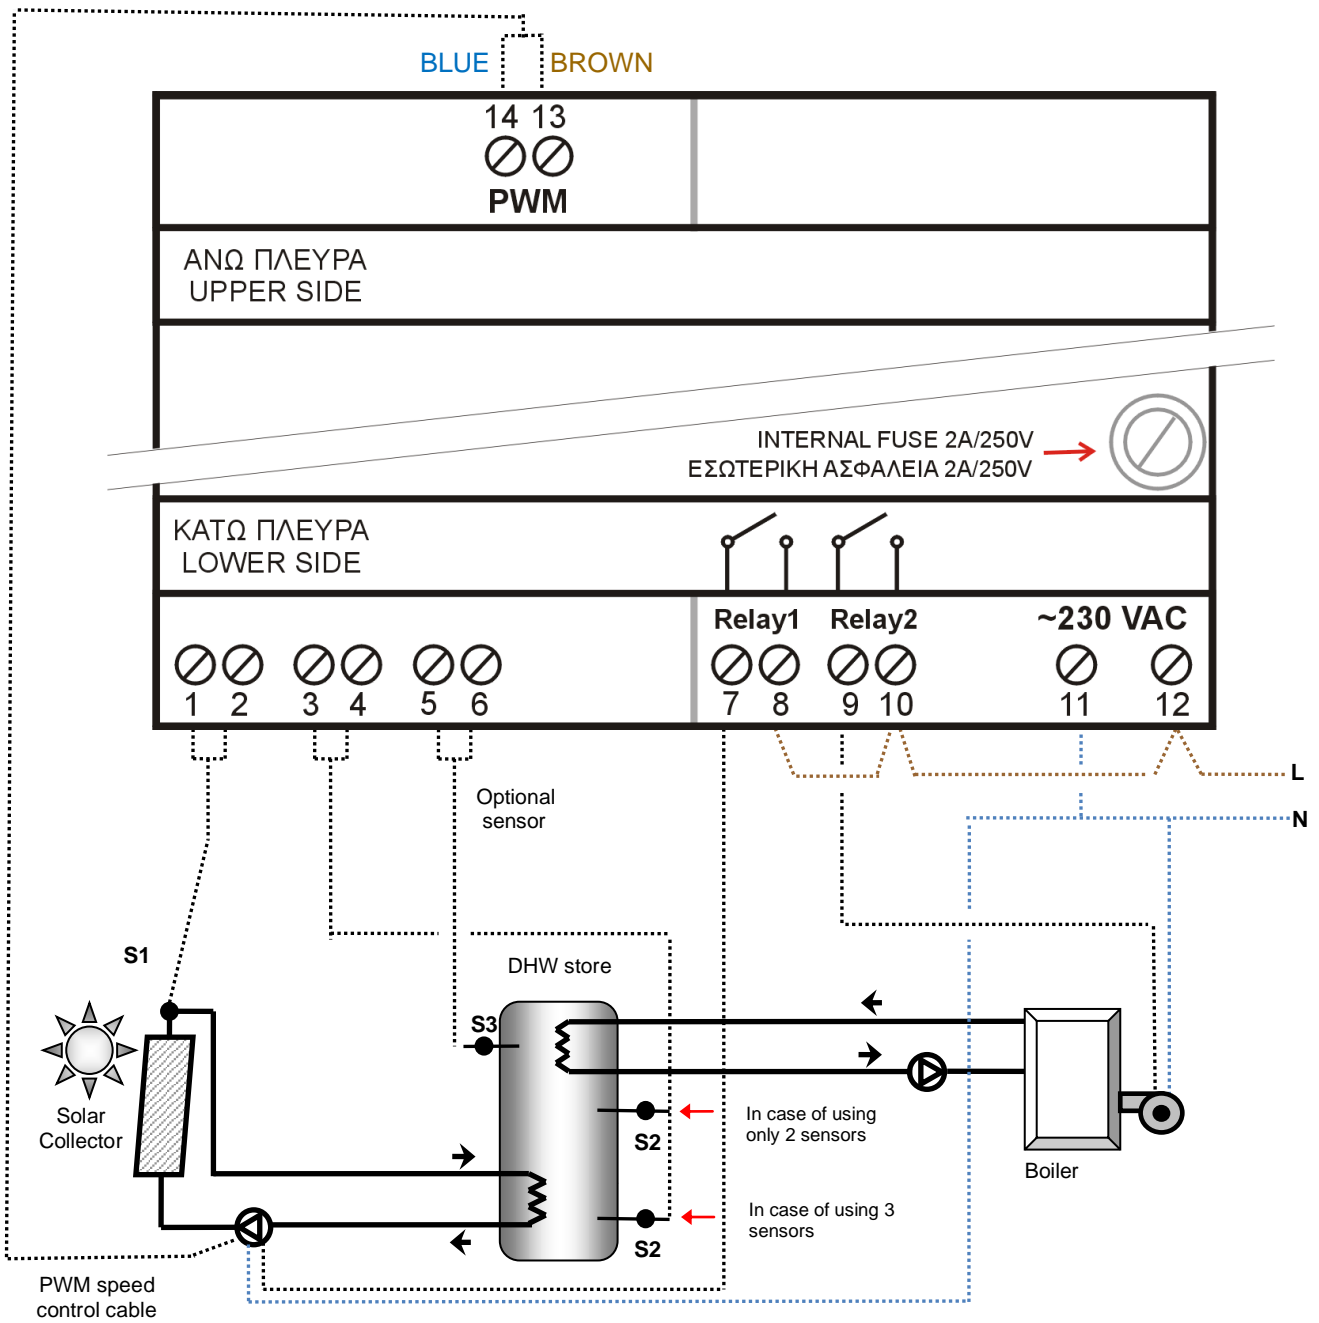 BLUE BROWN
14 13
PWM
ΑΝΩ ΠΛΕΥΡΑ
UPPER SIDE
INTERNAL FUSE 2A/250V
ΕΣΩΤΕΡΙΚΗ ΑΣΦΑΛΕΙΑ 2A/250V
ΚΑΤΩ ΠΛΕΥΡΑ
LOWER SIDE
Relay1 Relay2 ~230 VAC
1 2 3 4 5 6 7 8 9 10 11 12
L
Optional
sensor
N
S1
DHW store
S3
Solar
Collector
In case of using
only 2 sensors
S2
Boiler
In case of using 3
sensors
S2
PWM speed
control cable